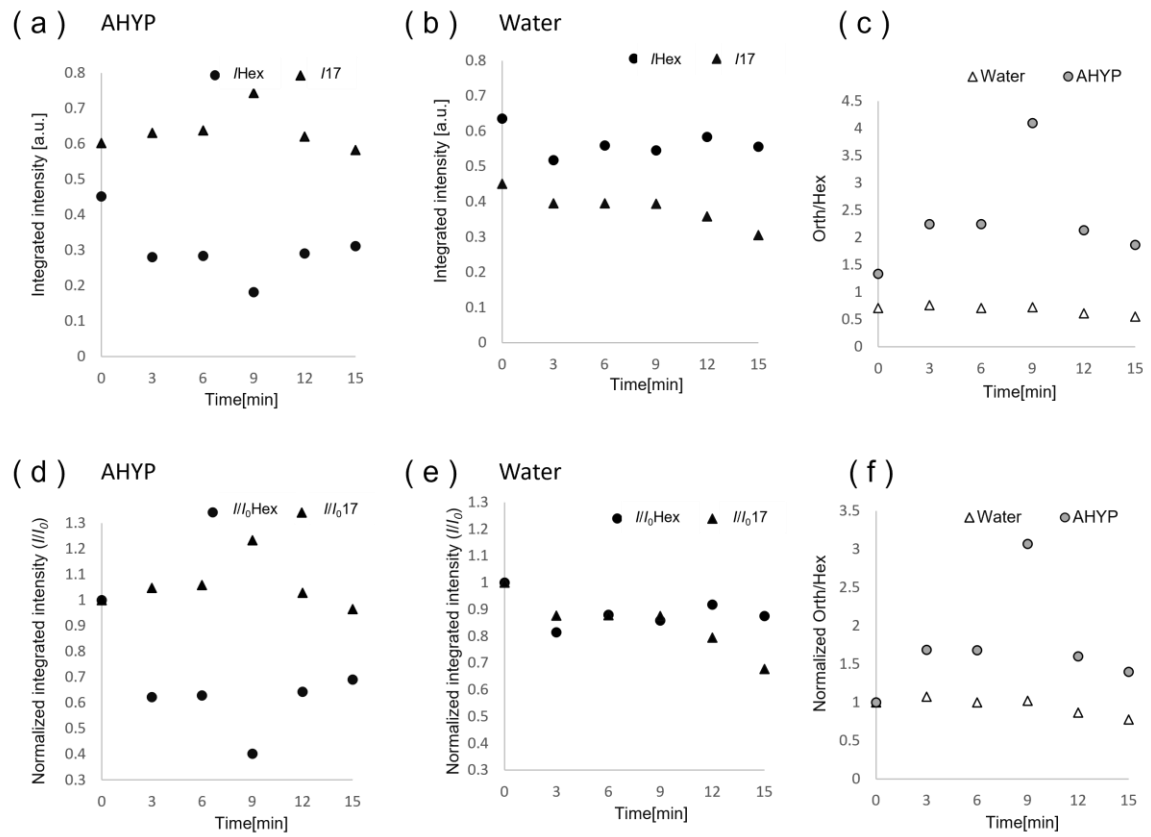 ( a ) AHYP
IHex I17
Integrated intensity [a.u.]
0.8
0.7
0.6
0.5
0.4
0.3
0.2
0.1
0
0 3 6 9 12 15
Time[min]
( b ) Water
IHex I17
Integrated intensity [a.u.]
0.8
0.7
0.6
0.5
0.4
0.3
0.2
0.1
0
0 3 6 9 12 15
Time[min]
( c )
Water AHYP
Orth/Hex
4.5
4
3.5
3
2.5
2
1.5
1
0.5
0
0 3 6 9 12 15
Time[min]
( d ) AHYP
I/I0Hex I/I017
Normalized integrated intensity (I/I0)
1.3
1.2
1.1
1
0.9
0.8
0.7
0.6
0.5
0.4
0.3
0 3 6 9 12 15
Time[min]
( e ) Water
I/I0Hex I/I017
Normalized integrated intensity (I/I0)
1.3
1.2
1.1
1
0.9
0.8
0.7
0.6
0.5
0.4
0.3
0 3 6 9 12 15
Time[min]
( f )
Water AHYP
Normalized Orth/Hex
3.5
3
2.5
2
1.5
1
0.5
0
0 3 6 9 12 15
Time[min]